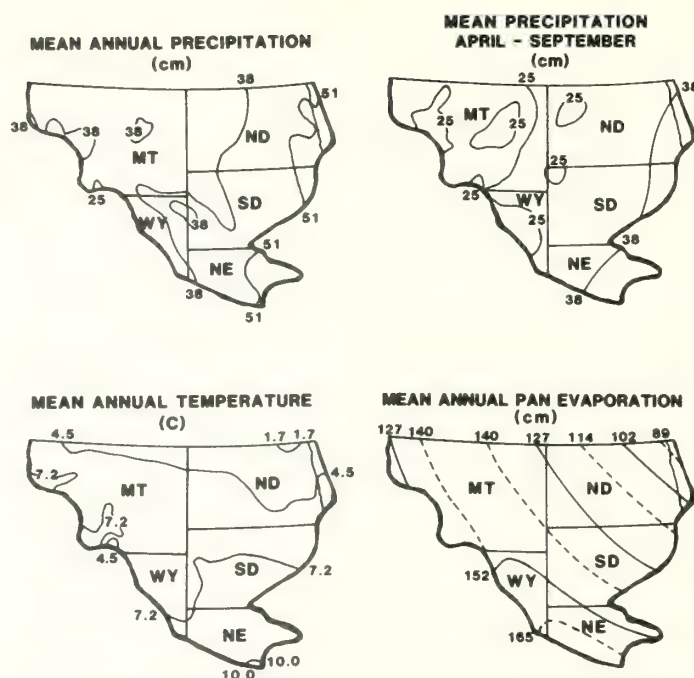 MEAN ANNUAL PRECIPITATION
(cm)
38
51
38
38
38
MT
ND
25
WY
38
SD
51
51
NE
38
51
MEAN PRECIPITATION
APRIL - SEPTEMBER
(cm)
25
38
MT
25
25
25
ND
25
25
WY
SD
25
38
NE
38
MEAN ANNUAL TEMPERATURE
(C)
4.5
1.7
1.7
7.2
4.5
MT
ND
7.2
4.5
WY
SD
7.2
7.2
NE
10.0
10.0
MEAN ANNUAL PAN EVAPORATION
(cm)
127
140
140
127
114
102
89
MT
ND
152
WY
SD
NE
165